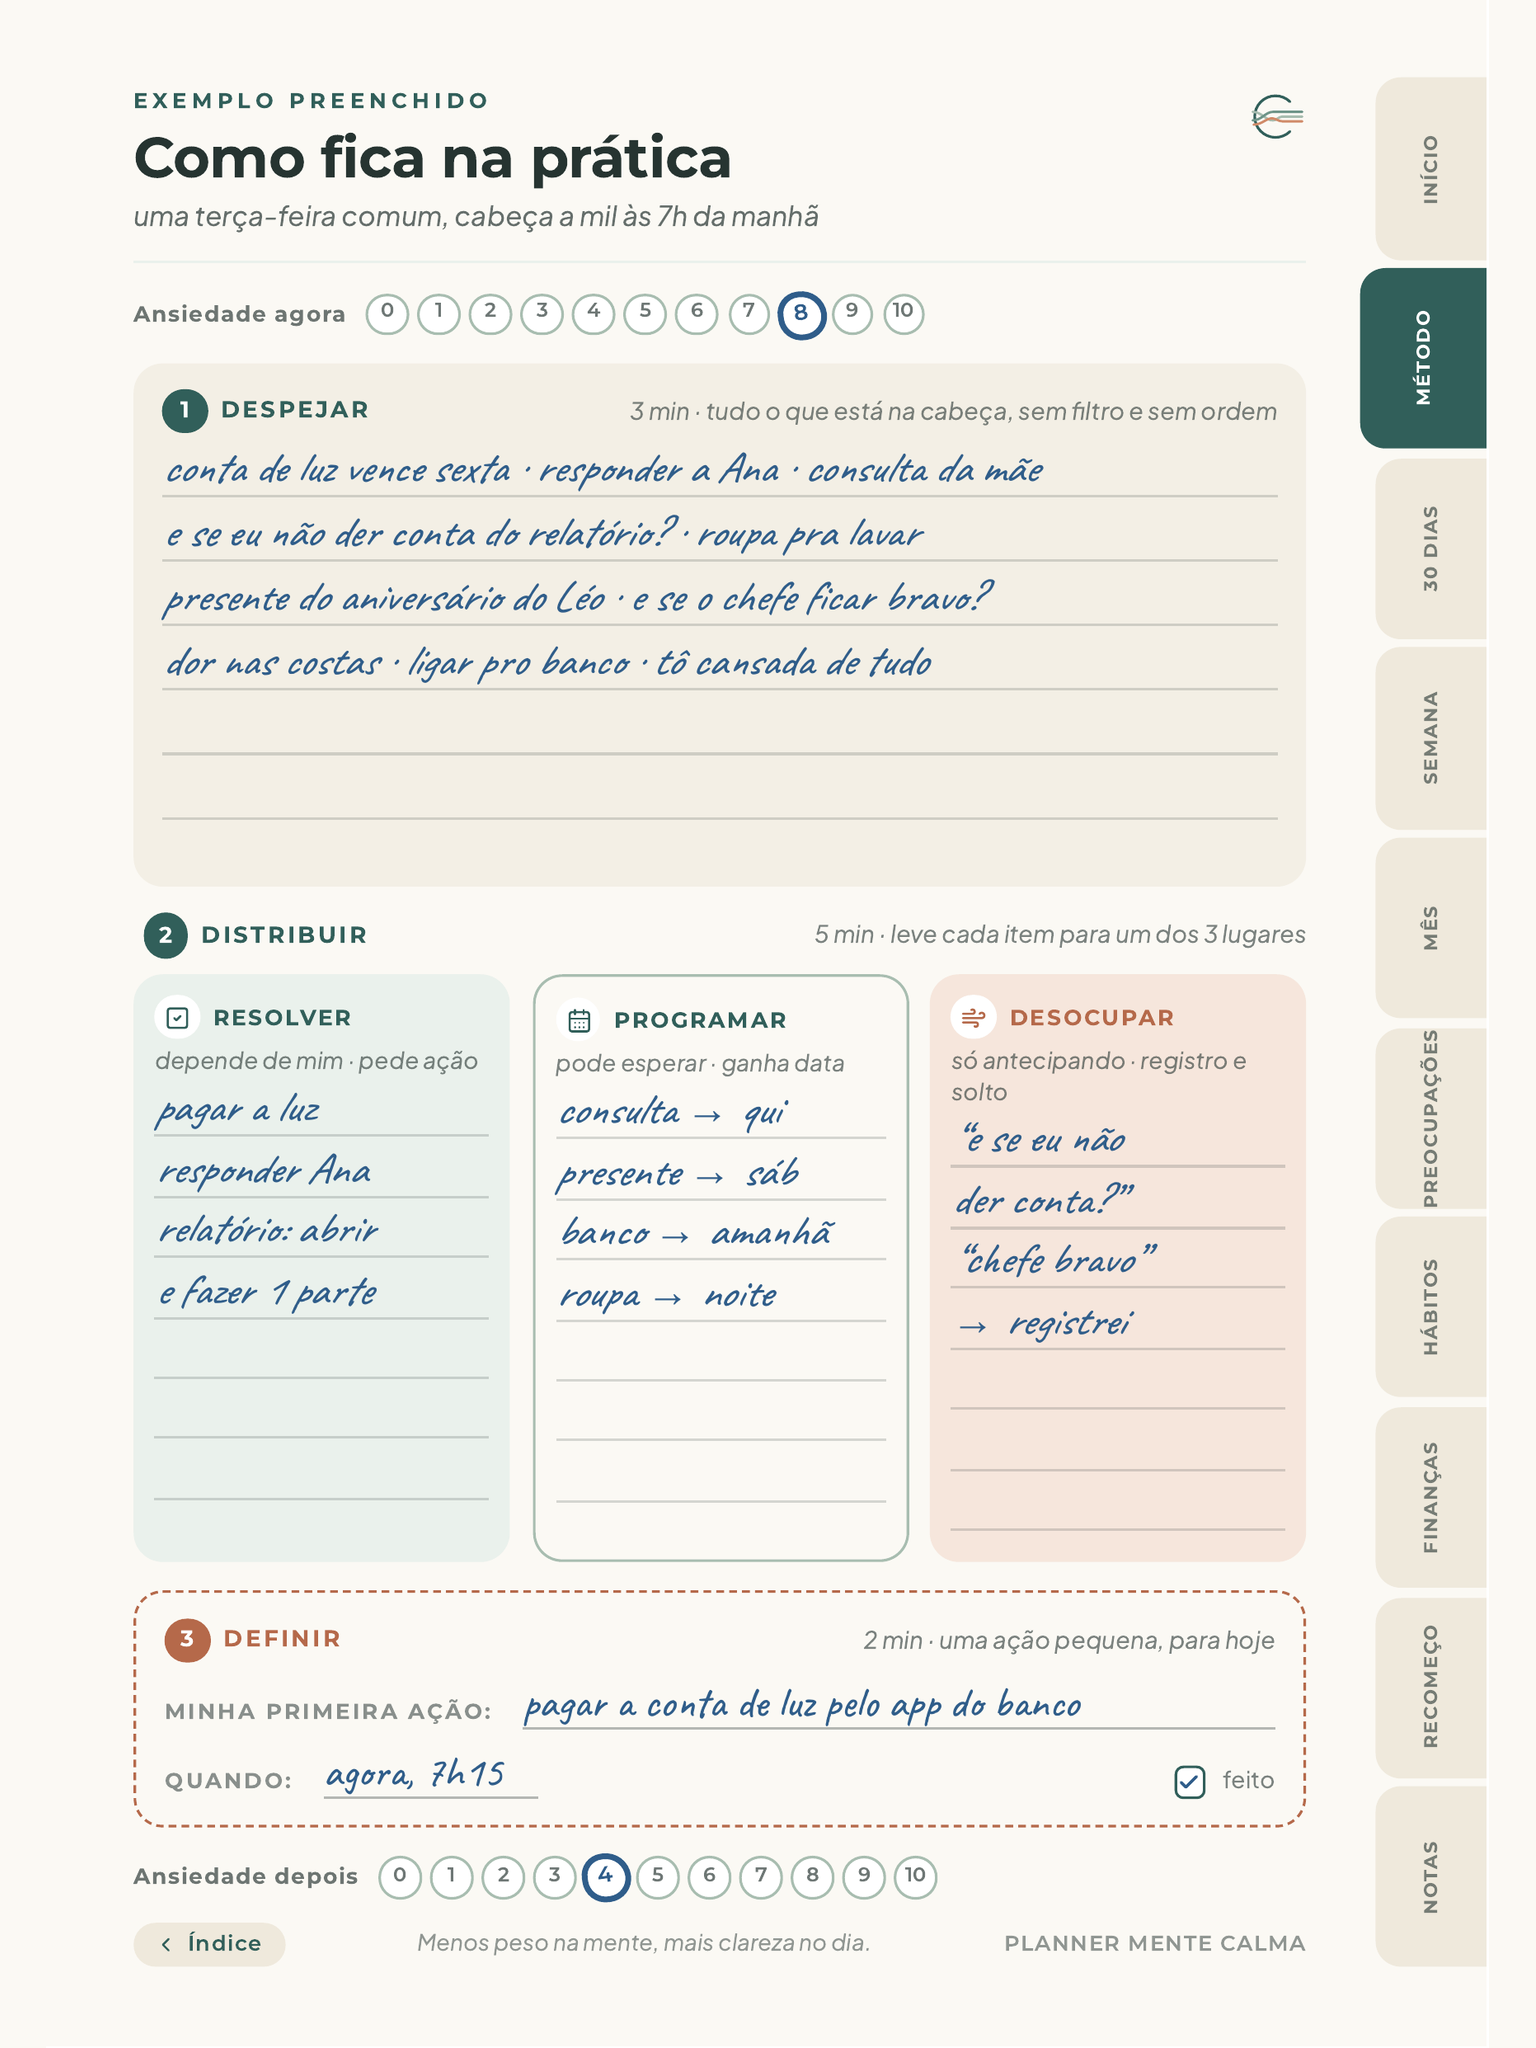 EXEMPLO PREENCHIDO
Como fica na prática
uma terça-feira comum, cabeça a mil às 7h da manhã
Ansiedade agora 0 1 2 3 4 5 6 7 8 9 10
1 DESPEJAR 3 min · tudo o que está na cabeça, sem filtro e sem ordem
conta de luz vence sexta · responder a Ana · consulta da mãe
e se eu não der conta do relatório? · roupa pra lavar
presente do aniversário do Léo · e se o chefe ficar bravo?
dor nas costas · ligar pro banco · tô cansada de tudo
2 DISTRIBUIR 5 min · leve cada item para um dos 3 lugares
RESOLVER
depende de mim · pede ação
pagar a luz
responder Ana
relatório: abrir
e fazer 1 parte
PROGRAMAR
pode esperar · ganha data
consulta → qui
presente → sáb
banco → amanhã
roupa → noite
DESOCUPAR
só antecipando · registro e
solto
“e se eu não
der conta?”
“chefe bravo”
→ registrei
3 DEFINIR 2 min · uma ação pequena, para hoje
MINHA PRIMEIRA AÇÃO: pagar a conta de luz pelo app do banco
QUANDO: agora, 7h15 feito
Ansiedade depois 0 1 2 3 4 5 6 7 8 9 10
Índice Menos peso na mente, mais clareza no dia. PLANNER MENTE CALMA
INÍCIO
MÉTODO
30 DIAS
SEMANA
MÊS
PREOCUPAÇÕES
HÁBITOS
FINANÇAS
RECOMEÇO
NOTAS